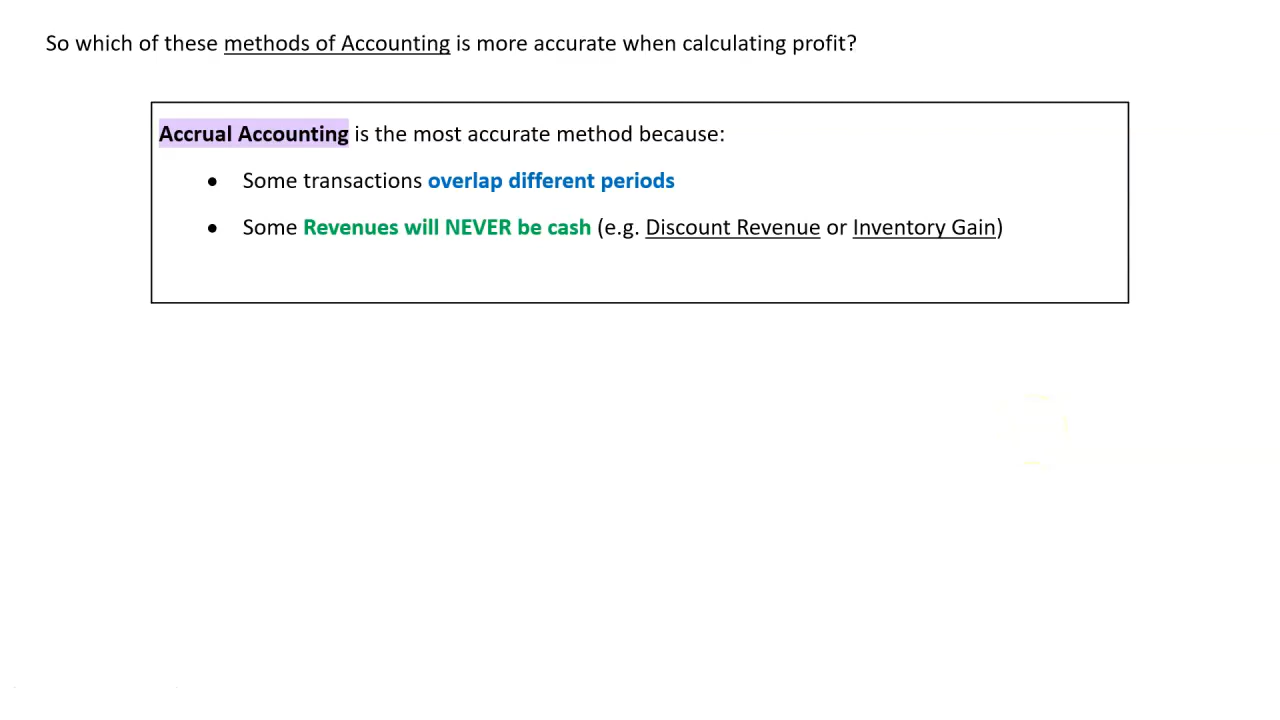 So which of these methods of Accounting is more accurate when calculating profit?
Accrual Accounting is the most accurate method because:
● Some transactions overlap different periods
● Some Revenues will NEVER be cash (e.g. Discount Revenue or Inventory Gain)